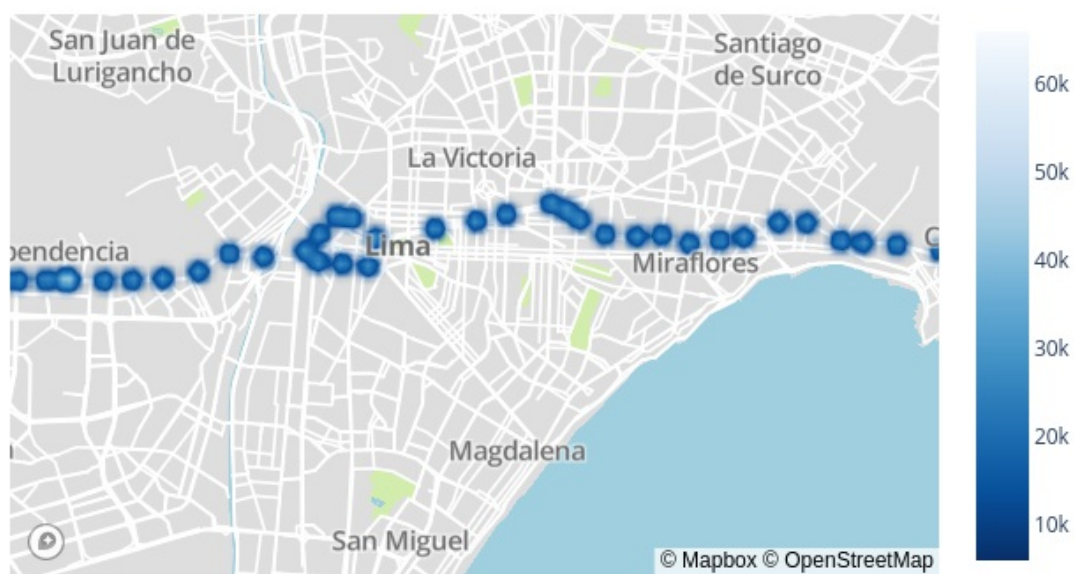 San Juan de
Lurigancho
Santiago
de Surco
La Victoria
pendencia
Lima
C
Miraflores
Magdalena
San Miguel
© Mapbox © OpenStreetMap
60k
50k
40k
30k
20k
10k